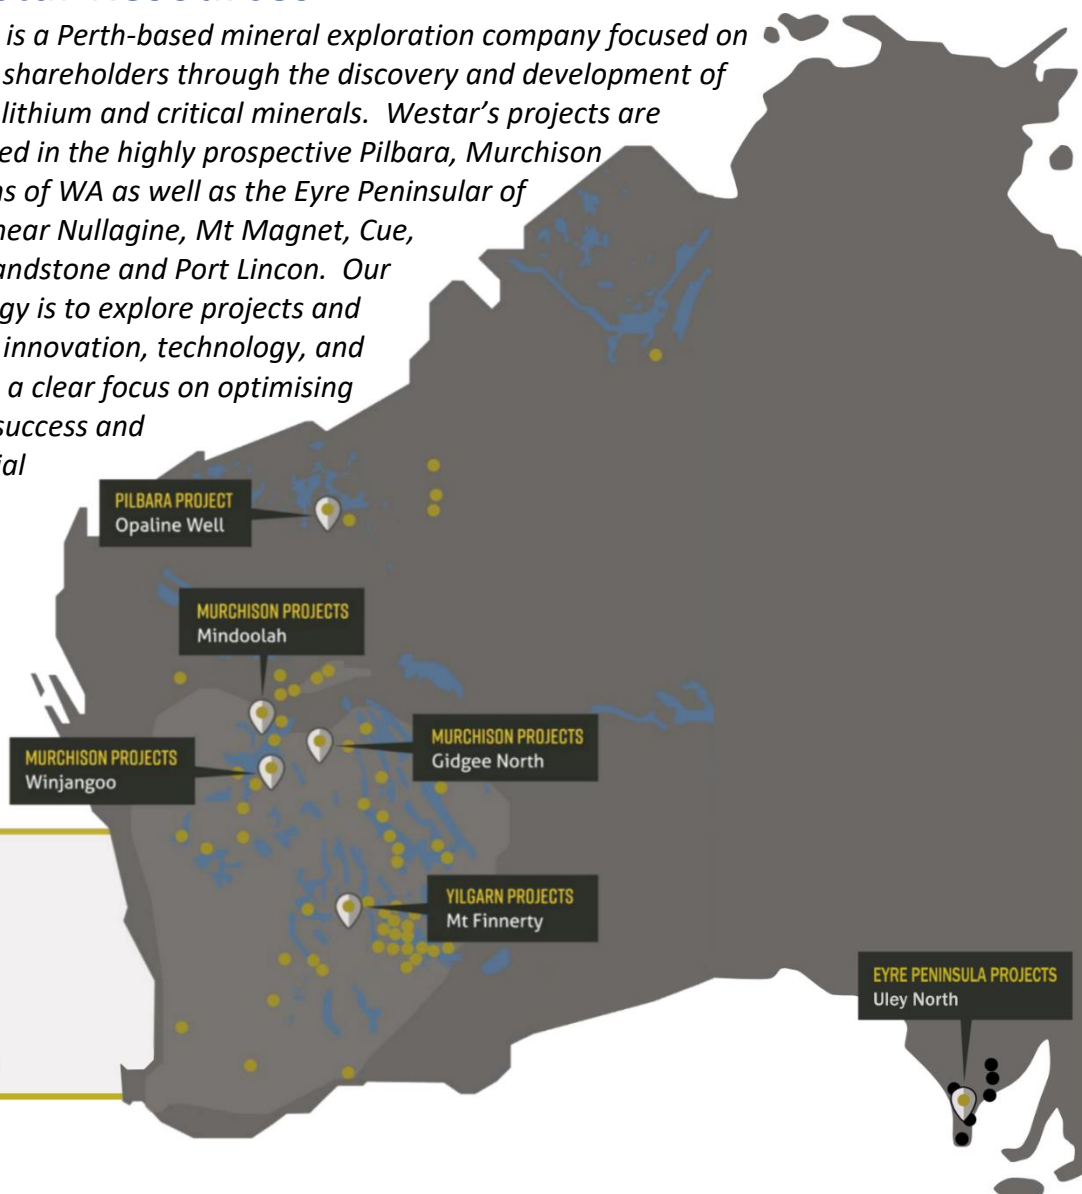 Resources
is a Perth-based mineral exploration company focused on
shareholders through the discovery and development of
lithium and critical minerals. Westar's projects are
ed in the highly prospective Pilbara, Murchison
ns of WA as well as the Eyre Peninsular of
near Nullagine, Mt Magnet, Cue,
andstone and Port Lincon. Our
gy is to explore projects and
innovation, technology, and
a clear focus on optimising
success and
ial
PILBARA PROJECT
Opaline Well
MURCHISON PROJECTS
Mindoolah
MURCHISON PROJECTS
Gidgee North
MURCHISON PROJECTS
Winjangoo
YILGARN PROJECTS
Mt Finnerty
EYRE PENINSULA PROJECTS
Uley North